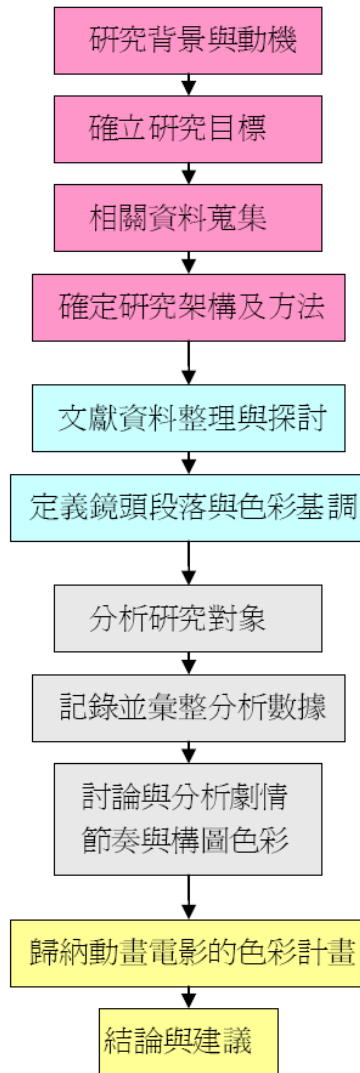 研究背景與動機
確立研究目標
相關資料蒐集
確定研究架構及方法
文獻資料整理與探討
定義鏡頭段落與色彩基調
分析研究對象
記錄並彙整分析數據
討論與分析劇情
節奏與構圖色彩
歸納動畫電影的色彩計畫
結論與建議